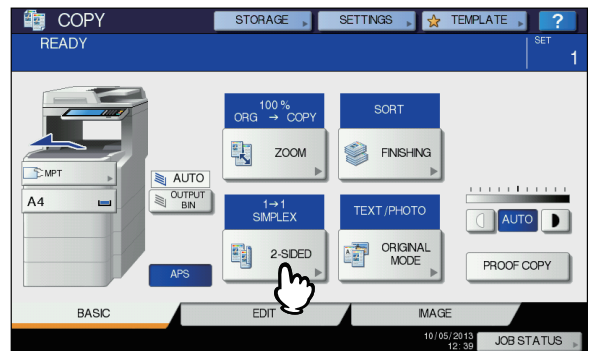 COPY
STORAGE
SETTINGS
TEMPLATE
?
READY
SET
1
100 %
ORG → COPY
ZOOM
SORT
FINISHING
MPT
A4
AUTO
OUTPUT
BIN
APS
1→1
SIMPLEX
2-SIDED
TEXT/PHOTO
ORIGINAL
MODE
AUTO
PROOF COPY
BASIC
EDIT
IMAGE
10/05/2013
12:39
JOB STATUS